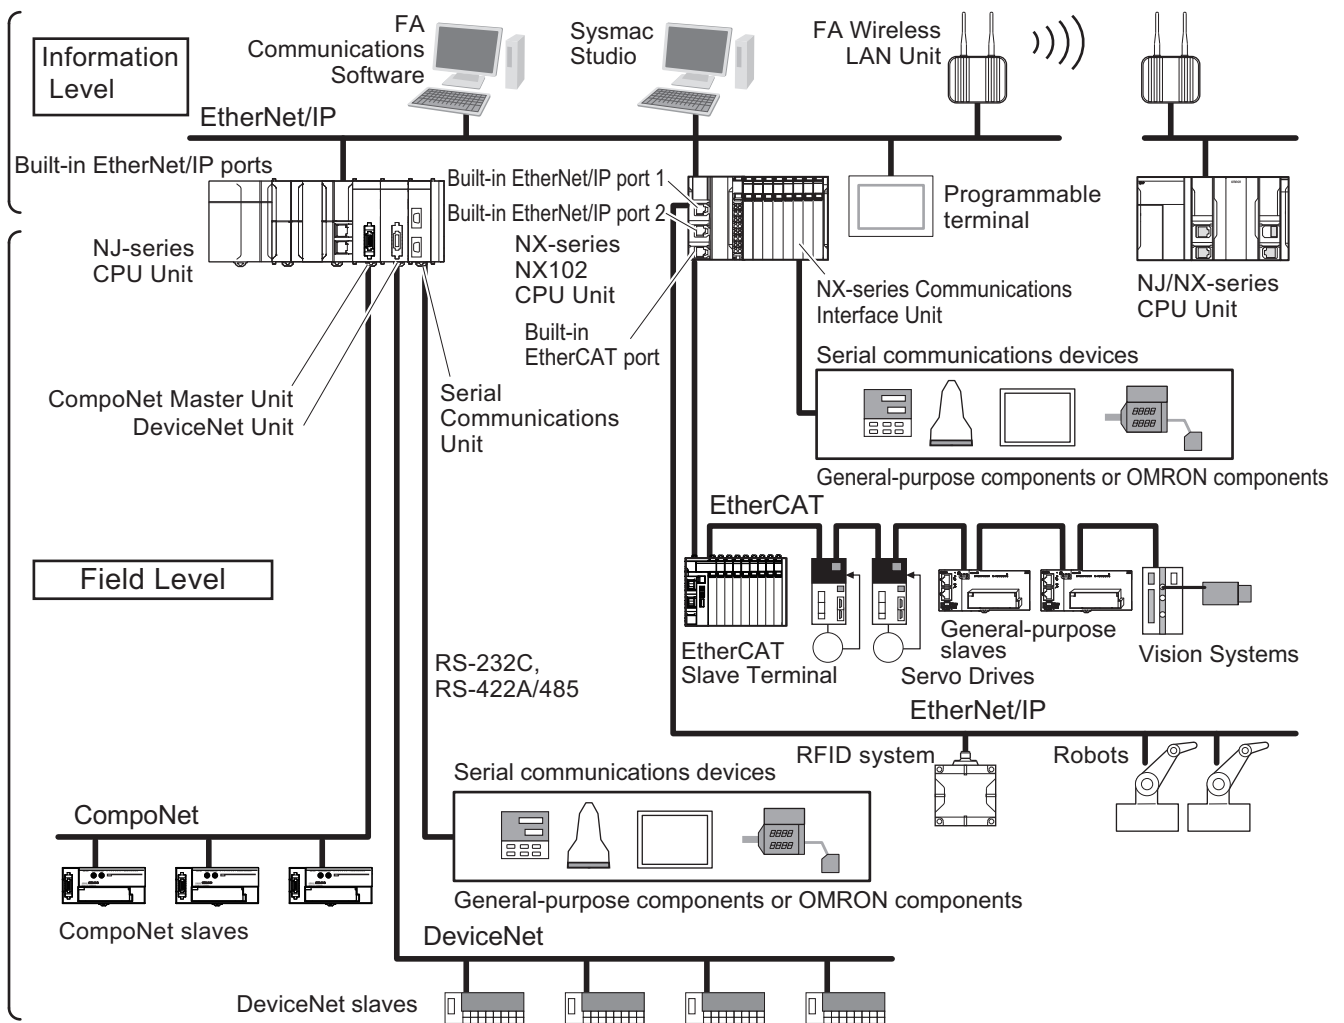 Information
Level
FA
Communications
Software
Sysmac
Studio
FA Wireless
LAN Unit
EtherNet/IP
Built-in EtherNet/IP ports
Built-in EtherNet/IP port 1
Built-in EtherNet/IP port 2
Programmable
terminal
NJ-series
CPU Unit
NX-series
NX102
CPU Unit
NX-series Communications
Interface Unit
NJ/NX-series
CPU Unit
Built-in
EtherCAT port
Serial communications devices
CompoNet Master Unit
DeviceNet Unit
Serial
Communications
Unit
8888
8888
General-purpose components or OMRON components
EtherCAT
Field Level
EtherCAT
Slave Terminal
Servo Drives
General-purpose
slaves
Vision Systems
RS-232C,
RS-422A/485
EtherNet/IP
RFID system
Robots
Serial communications devices
8888
8888
General-purpose components or OMRON components
CompoNet
CompoNet slaves
DeviceNet
DeviceNet slaves